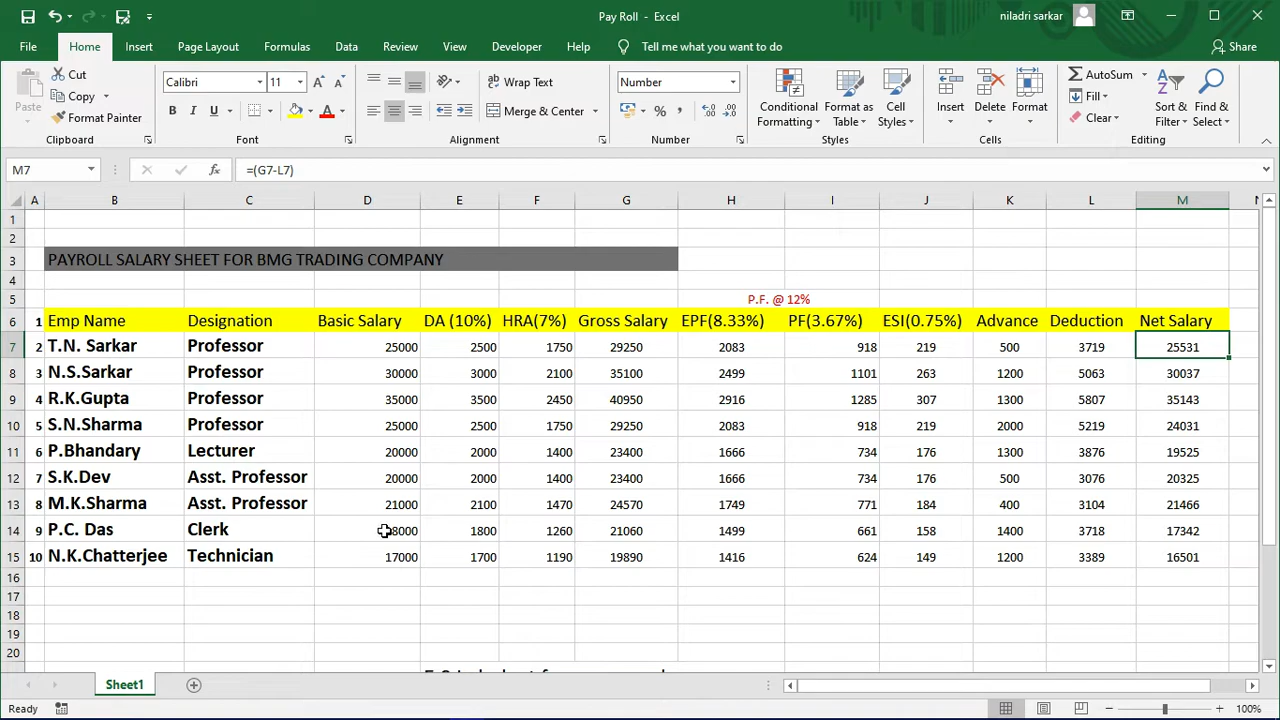 Pay Roll - Excel
niladri sarkar
File Home Insert Page Layout Formulas Data Review View Developer Help Tell me what you want to do Share
Paste Cut Copy Format Painter Clipboard
Calibri 11 B I U A Font
ab Wrap Text Merge & Center Alignment
Number % , Number
Conditional Formatting Format as Table Cell Styles Styles
Insert Delete Format Cells
AutoSum Fill Clear Sort & Filter Find & Select Editing
M7 fx =(G7-L7)
A B C D E F G H I J K L M
1
2
3 PAYROLL SALARY SHEET FOR BMG TRADING COMPANY
4
5 P.F. @ 12%
6 1 Emp Name Designation Basic Salary DA (10%) HRA(7%) Gross Salary EPF(8.33%) PF(3.67%) ESI(0.75%) Advance Deduction Net Salary
7 2 T.N. Sarkar Professor 25000 2500 1750 29250 2083 918 219 500 3719 25531
8 3 N.S.Sarkar Professor 30000 3000 2100 35100 2499 1101 263 1200 5063 30037
9 4 R.K.Gupta Professor 35000 3500 2450 40950 2916 1285 307 1300 5807 35143
10 5 S.N.Sharma Professor 25000 2500 1750 29250 2083 918 219 2000 5219 24031
11 6 P.Bhandary Lecturer 20000 2000 1400 23400 1666 734 176 1300 3876 19525
12 7 S.K.Dev Asst. Professor 20000 2000 1400 23400 1666 734 176 500 3076 20325
13 8 M.K.Sharma Asst. Professor 21000 2100 1470 24570 1749 771 184 400 3104 21466
14 9 P.C. Das Clerk 8000 1800 1260 21060 1499 661 158 1400 3718 17342
15 10 N.K.Chatterjee Technician 17000 1700 1190 19890 1416 624 149 1200 3389 16501
16
17
18
19
20
Sheet1
Ready 100%